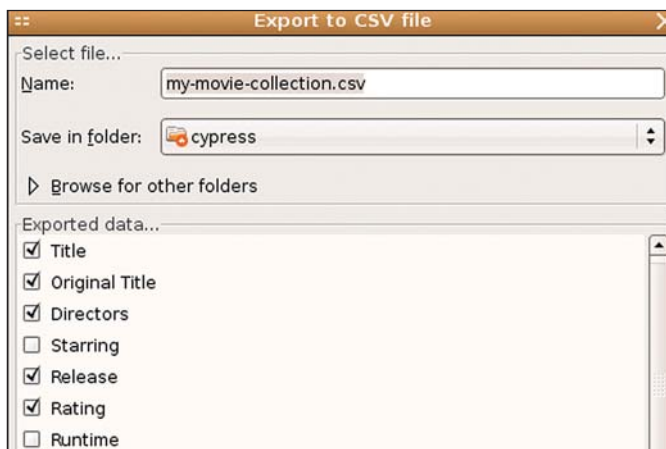 Export to CSV file
Select file...
Name: my-movie-collection.csv
Save in folder: cypress
Browse for other folders
Exported data...
Title
Original Title
Directors
Starring
Release
Rating
Runtime